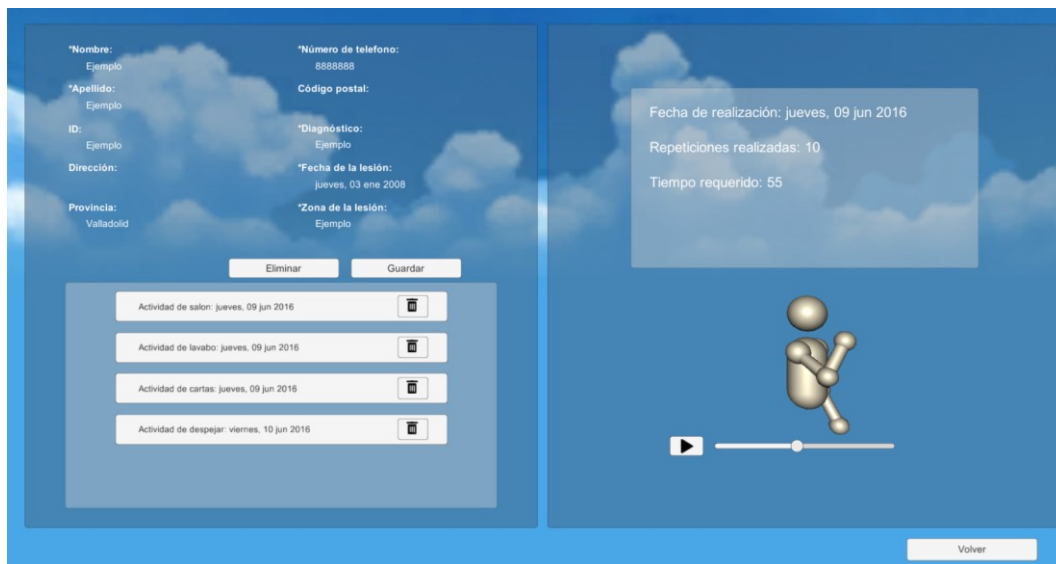 *Nombre:
Ejemplo
*Apellido:
Ejemplo
ID:
Ejemplo
Dirección:
Provincia:
Valladolid
*Número de telefono:
8888888
Código postal:
*Diagnóstico:
Ejemplo
*Fecha de la lesión:
jueves, 03 ene 2008
*Zona de la lesión:
Ejemplo
Eliminar
Guardar
Actividad de salon: jueves, 09 jun 2016
Actividad de lavabo: jueves, 09 jun 2016
Actividad de cartas: jueves, 09 jun 2016
Actividad de despejar: viernes, 10 jun 2016
Fecha de realización: jueves, 09 jun 2016
Repeticiones realizadas: 10
Tiempo requerido: 55
Volver